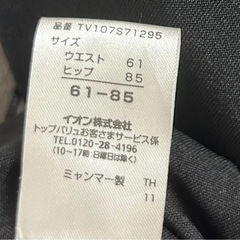 品番 TV107S71295
サイズ
ウエスト 61
ヒップ 85
61-85
イオン株式会社
トップバリュお客さまサービス係
TEL.0120-28-4196
(10～17時:日曜日は除く)
ミャンマー製 TH
11